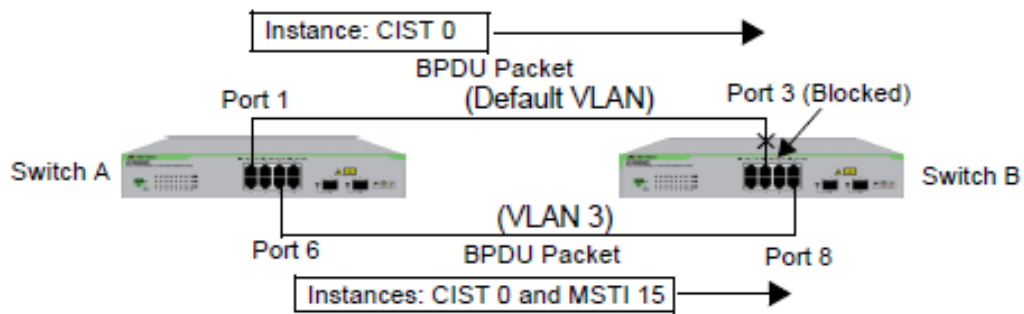 Instance: CIST 0
BPDU Packet
Port 1
(Default VLAN)
Port 3 (Blocked)
Switch A
Switch B
(VLAN 3)
Port 6
BPDU Packet
Port 8
Instances: CIST 0 and MSTI 15